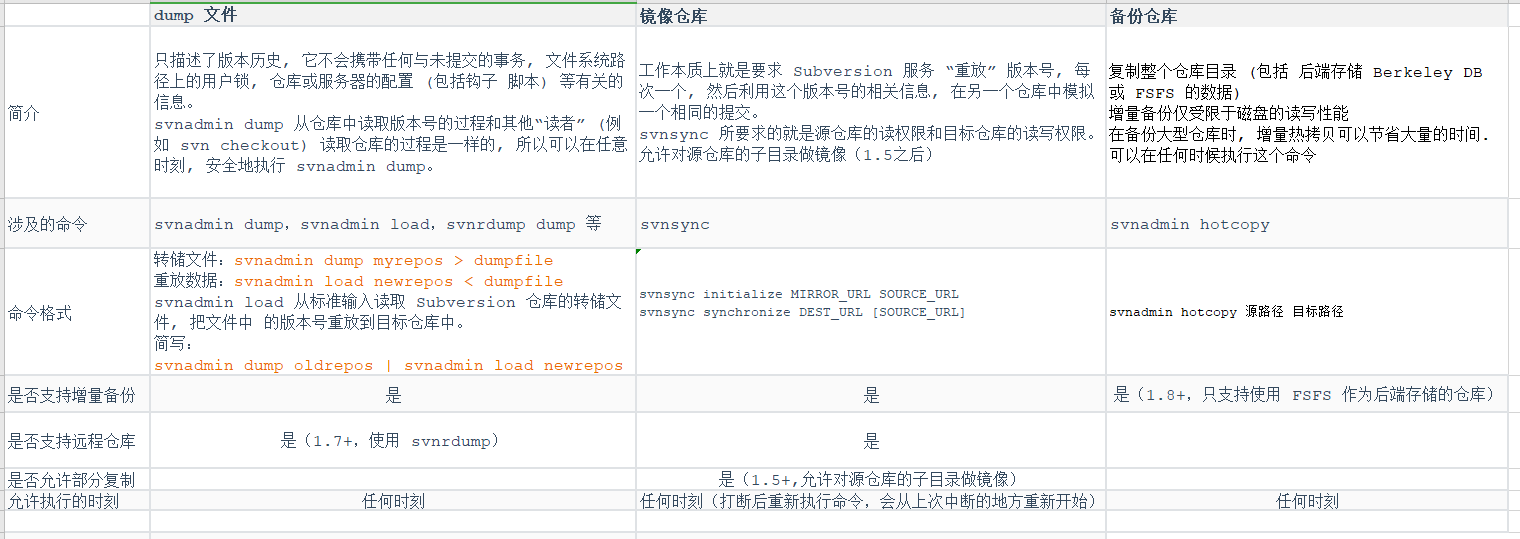 dump 文件
镜像仓库
备份仓库
简介
只描述了版本历史, 它不会携带任何与未提交的事务, 文件系统路
径上的用户锁, 仓库或服务器的配置 (包括钩子 脚本) 等有关的
信息。
svnadmin dump 从仓库中读取版本号的过程和其他“读者” (例
如 svn checkout) 读取仓库的过程是一样的, 所以可以在任意
时刻, 安全地执行 svnadmin dump。
工作本质上就是要求 Subversion 服务 “重放” 版本号, 每
次一个, 然后利用这个版本号的相关信息, 在另一个仓库中模拟
一个相同的提交。
svnsync 所要求的就是源仓库的读权限和目标仓库的读写权限。
允许对源仓库的子目录做镜像（1.5之后）
复制整个仓库目录 (包括 后端存储 Berkeley DB
或 FSFS 的数据)
增量备份仅受限于磁盘的读写性能
在备份大型仓库时, 增量热拷贝可以节省大量的时间.
可以在任何时候执行这个命令
涉及的命令
svnadmin dump, svnadmin load, svnrdump dump 等
svnsync
svnadmin hotcopy
命令格式
转储文件: svnadmin dump myrepos > dumpfile
重放数据: svnadmin load newrepos < dumpfile
svnadmin load 从标准输入读取 Subversion 仓库的转储文
件, 把文件中 的版本号重放到目标仓库中。
简写:
svnadmin dump oldrepos | svnadmin load newrepos
svnsync initialize MIRROR_URL SOURCE_URL
svnsync synchronize DEST_URL [SOURCE_URL]
svnadmin hotcopy 源路径 目标路径
是否支持增量备份
是
是
是（1.8+, 只支持使用 FSFS 作为后端存储的仓库）
是否支持远程仓库
是（1.7+, 使用 svnrdump）
是
是否允许部分复制
是（1.5+,允许对源仓库的子目录做镜像）
允许执行的时刻
任何时刻
任何时刻（打断后重新执行命令, 会从上次中断的地方重新开始）
任何时刻